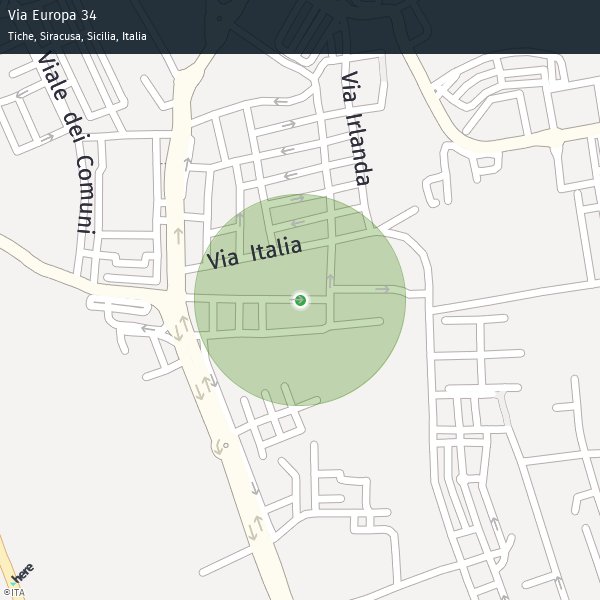 Via Europa 34
Tiche, Siracusa, Sicilia, Italia
Viale dei Comuni
Via Irlanda
Via Italia
here
©ITA